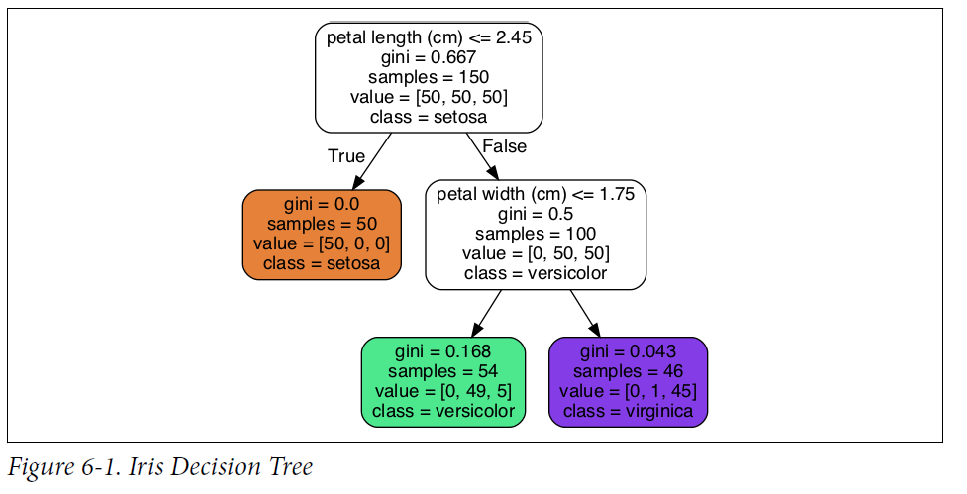 petal length (cm) <= 2.45
gini = 0.667
samples = 150
value = [50, 50, 50]
class = setosa
True
False
gini = 0.0
samples = 50
value = [50, 0, 0]
class = setosa
petal width (cm) <= 1.75
gini = 0.5
samples = 100
value = [0, 50, 50]
class = versicolor
gini = 0.168
samples = 54
value = [0, 49, 5]
class = versicolor
gini = 0.043
samples = 46
value = [0, 1, 45]
class = virginica
Figure 6-1. Iris Decision Tree